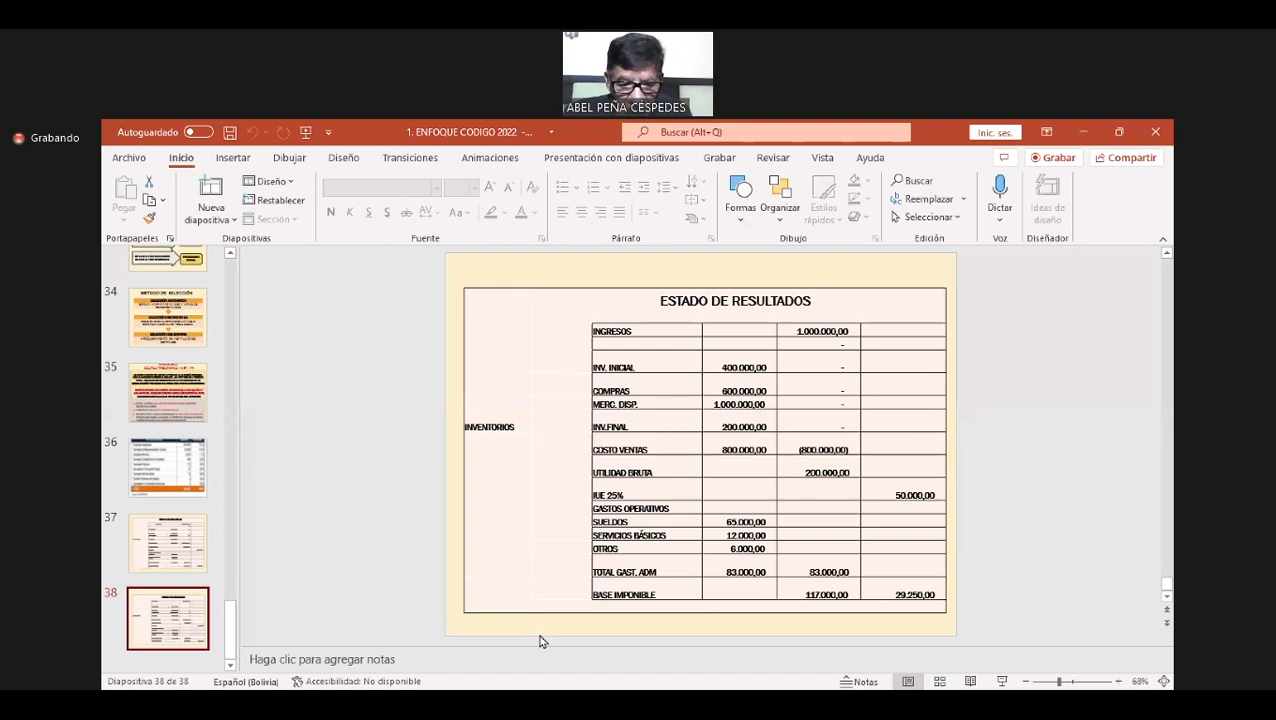 ABEL PEÑA CÉSPEDES
Grabando
Autoguardado
1. ENFOQUE CODIGO 2022 -...
Buscar (Alt+Q)
Inic. ses.
Archivo
Inicio
Insertar
Dibujar
Diseño
Transiciones
Animaciones
Presentación con diapositivas
Grabar
Revisar
Vista
Ayuda
Grabar
Compartir
Pegar
Nueva
diapositiva
Diseño
Restablecer
Sección
N K S S ab AV Aa A
Formas
Organizar
Estilos
rápidos
Buscar
Reemplazar
Seleccionar
Dictar
Ideas de
diseño
Portapapeles
Diapositivas
Fuente
Párrafo
Dibujo
Edición
Voz
Diseñador
34
35
36
37
38
ESTADO DE RESULTADOS
INGRESOS 1.000.000,00
-
INV. INICIAL 400.000,00 -
COMPRAS 600.000,00
MERC. DISP. 1.000.000,00 -
INVENTORIOS INV.FINAL 200.000,00 -
COSTO VENTAS 800.000,00 (800.000,00)
UTILIDAD BRUTA 200.000,00
IUE 25% 50.000,00
GASTOS OPERATIVOS
SUELDOS 65.000,00
SERVICIOS BÁSICOS 12.000,00
OTROS 6.000,00
TOTAL GAST. ADM 83.000,00 83.000,00
BASE IMPONIBLE 117.000,00 29.250,00
Haga clic para agregar notas
Diapositiva 38 de 38
Español (Bolivia)
Accesibilidad: No disponible
Notas
68%